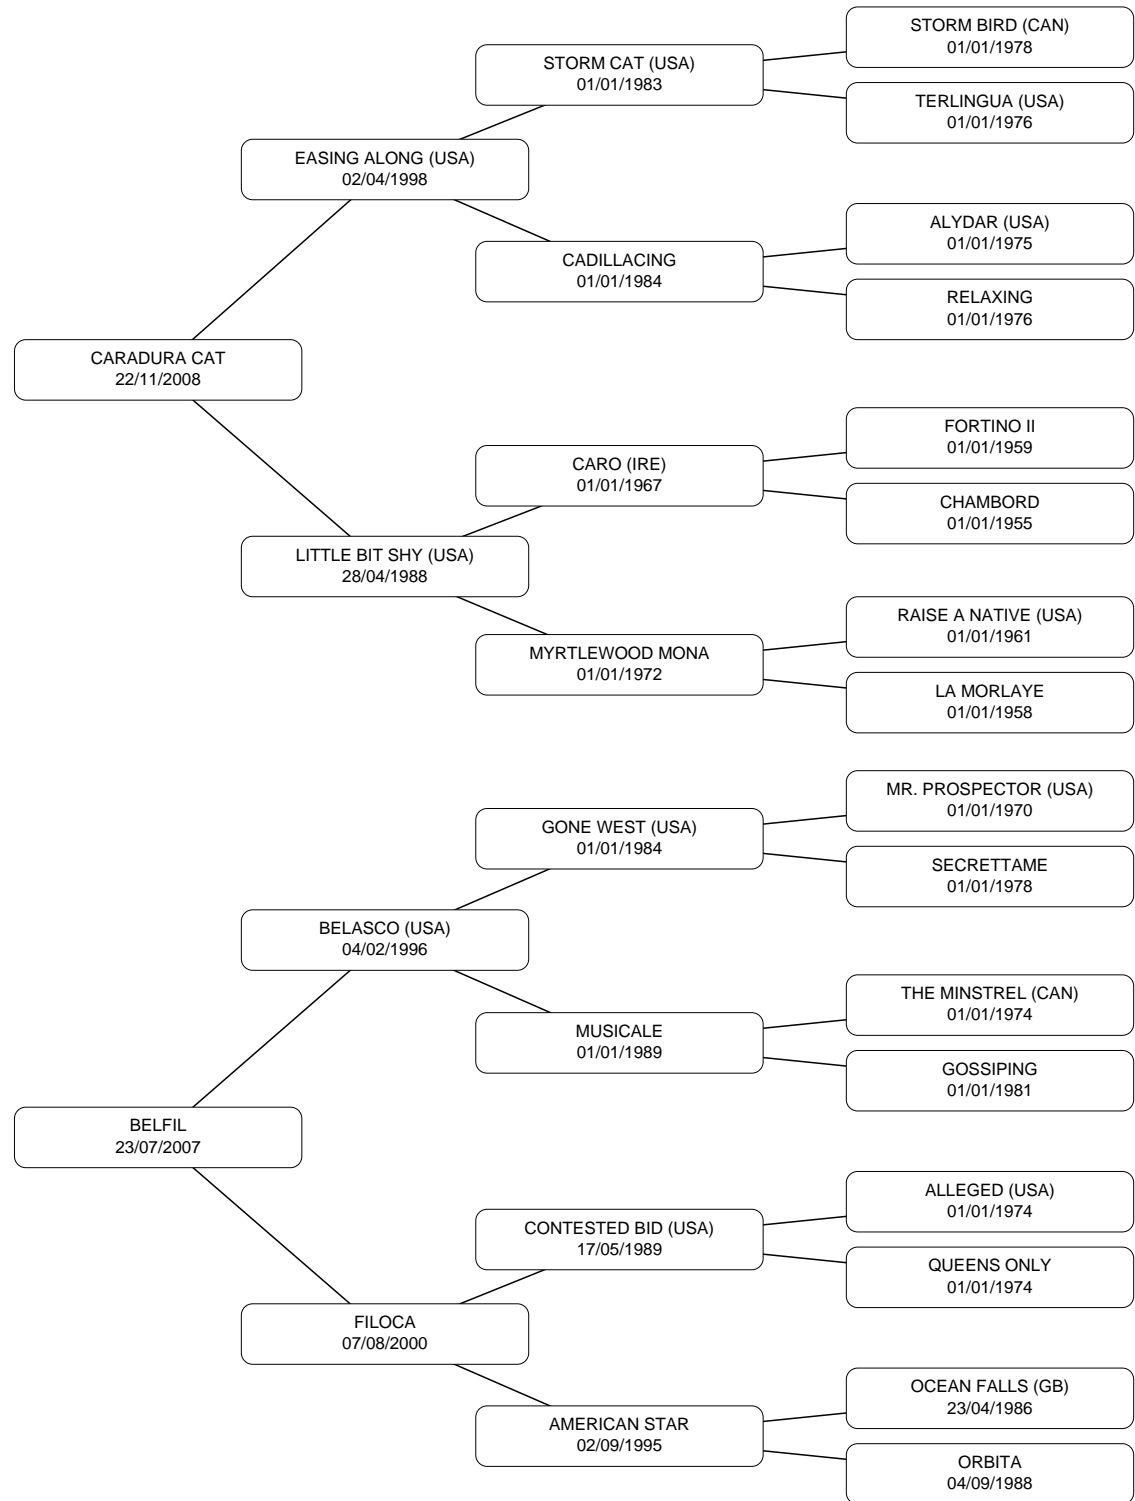 STORM BIRD (CAN)
01/01/1978
STORM CAT (USA)
01/01/1983
TERLINGUA (USA)
01/01/1976
EASING ALONG (USA)
02/04/1998
ALYDAR (USA)
01/01/1975
CADILLACING
01/01/1984
RELAXING
01/01/1976
CARADURA CAT
22/11/2008
FORTINO II
01/01/1959
CARO (IRE)
01/01/1967
CHAMBORD
01/01/1955
LITTLE BIT SHY (USA)
28/04/1988
RAISE A NATIVE (USA)
01/01/1961
MYRTLEWOOD MONA
01/01/1972
LA MORLAYE
01/01/1958
MR. PROSPECTOR (USA)
01/01/1970
GONE WEST (USA)
01/01/1984
SECRETTAME
01/01/1978
BELASCO (USA)
04/02/1996
THE MINSTREL (CAN)
01/01/1974
MUSICALE
01/01/1989
GOSSIPING
01/01/1981
BELFIL
23/07/2007
ALLEGED (USA)
01/01/1974
CONTESTED BID (USA)
17/05/1989
QUEENS ONLY
01/01/1974
FILOCA
07/08/2000
OCEAN FALLS (GB)
23/04/1986
AMERICAN STAR
02/09/1995
ORBITA
04/09/1988